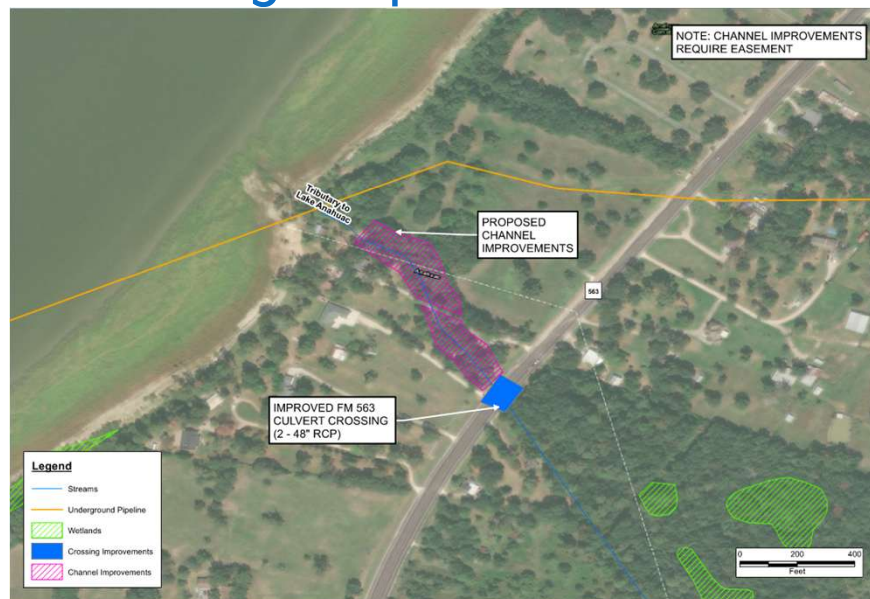 NOTE: CHANNEL IMPROVEMENTS
REQUIRE EASEMENT
Tributary to
Lake Anahuac
PROPOSED
CHANNEL
IMPROVEMENTS
563
IMPROVED FM 563
CULVERT CROSSING
(2 - 48" RCP)
Legend
Streams
Underground Pipeline
Wetlands
Crossing Improvements
Channel Improvements
0 200 400
Feet